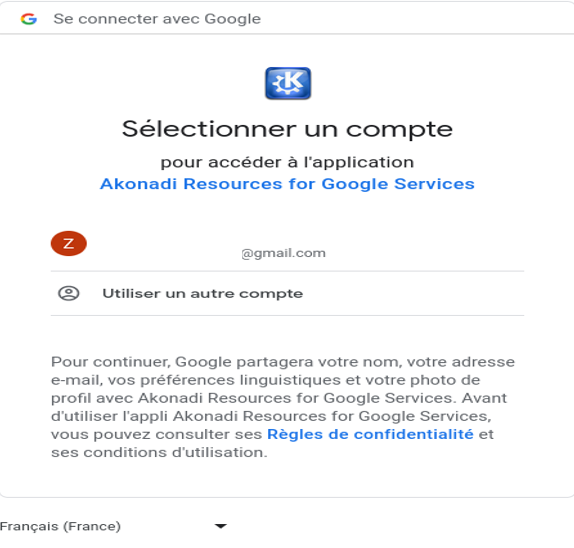 Se connecter avec Google
K
Sélectionner un compte
pour accéder à l'application
Akonadi Resources for Google Services
Z
@gmail.com
Utiliser un autre compte
Pour continuer, Google partagera votre nom, votre adresse
e-mail, vos préférences linguistiques et votre photo de
profil avec Akonadi Resources for Google Services. Avant
d'utiliser l'appli Akonadi Resources for Google Services,
vous pouvez consulter ses Règles de confidentialité et
ses conditions d'utilisation.
Français (France)